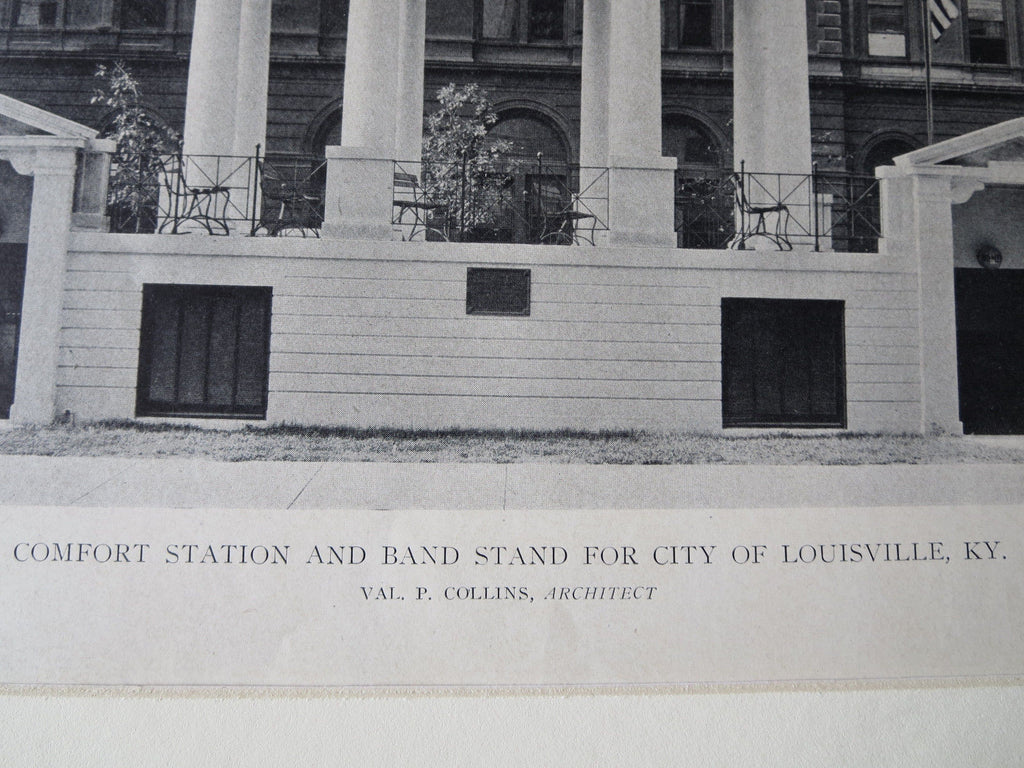 COMFORT STATION AND BAND STAND FOR CITY OF LOUISVILLE, KY.
VAL. P. COLLINS, ARCHITECT